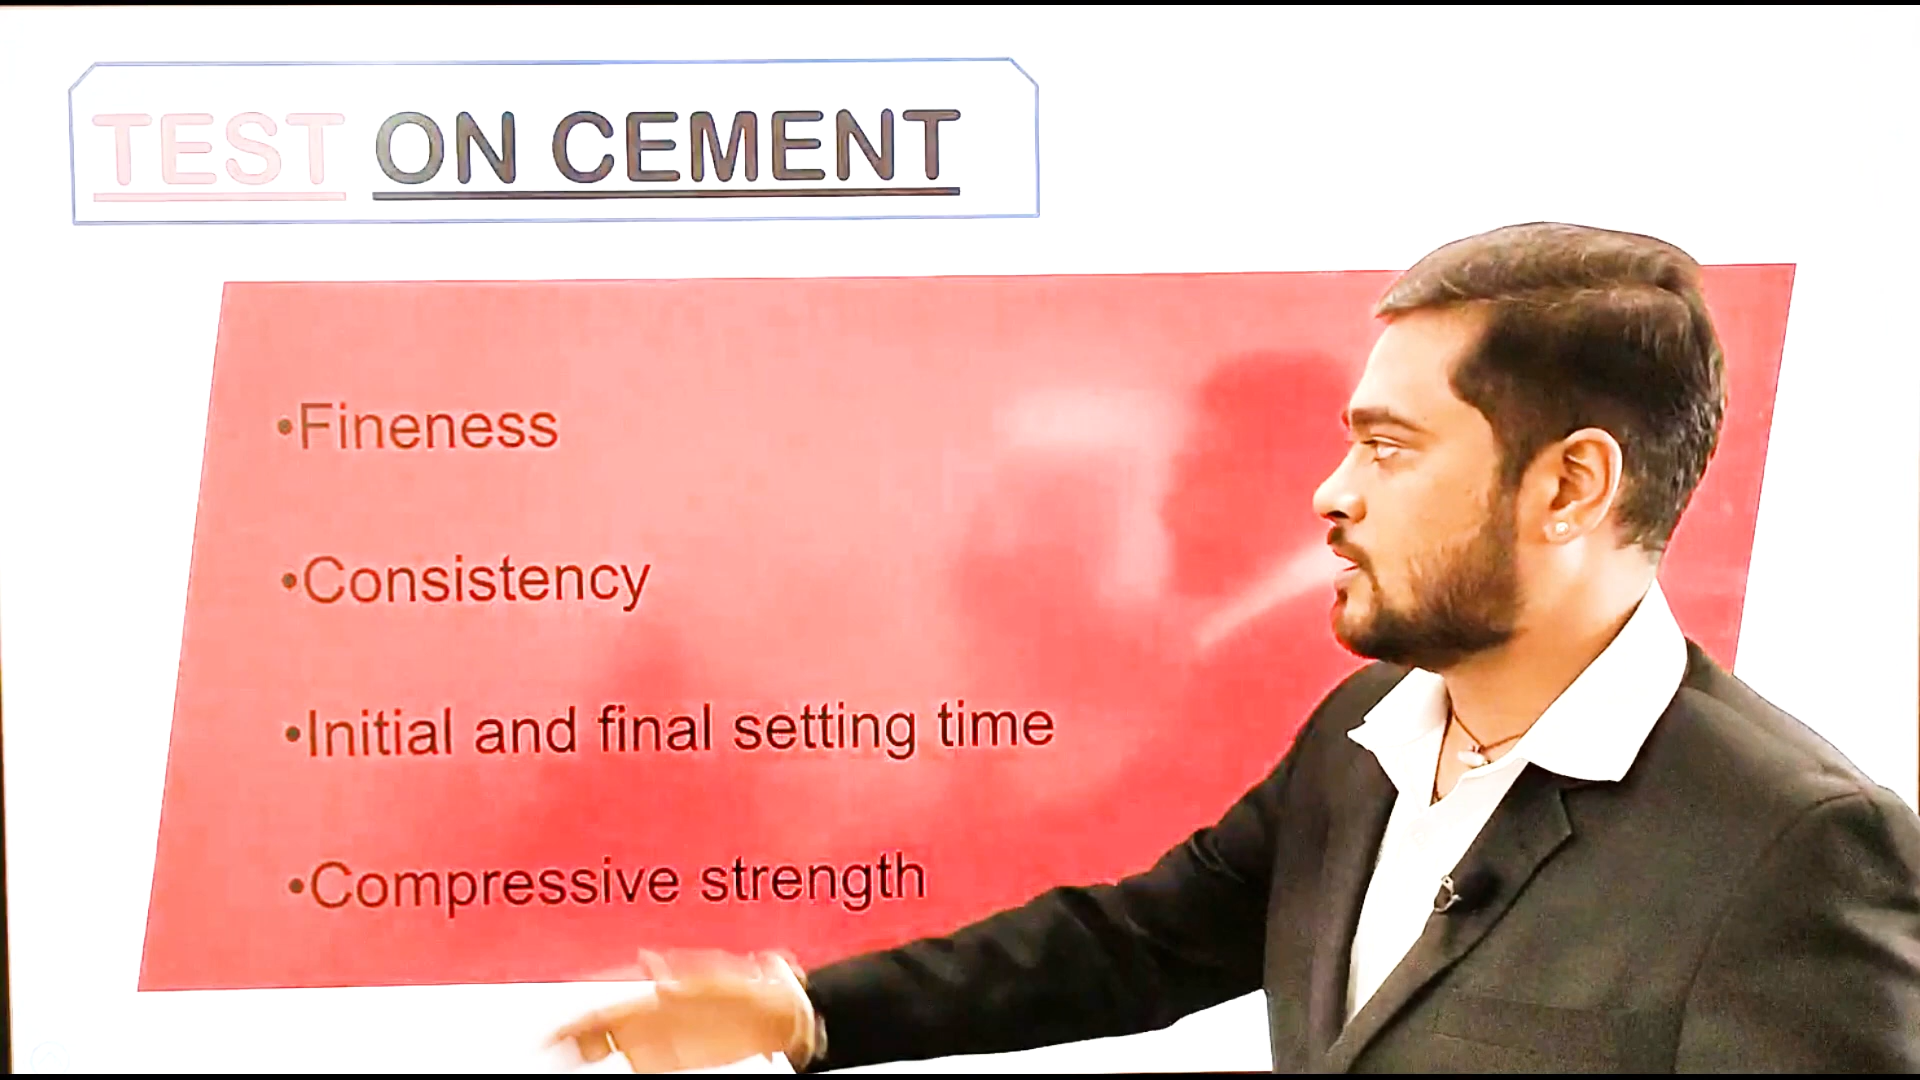 TEST ON CEMENT
•Fineness
•Consistency
•Initial and final setting time
•Compressive strength